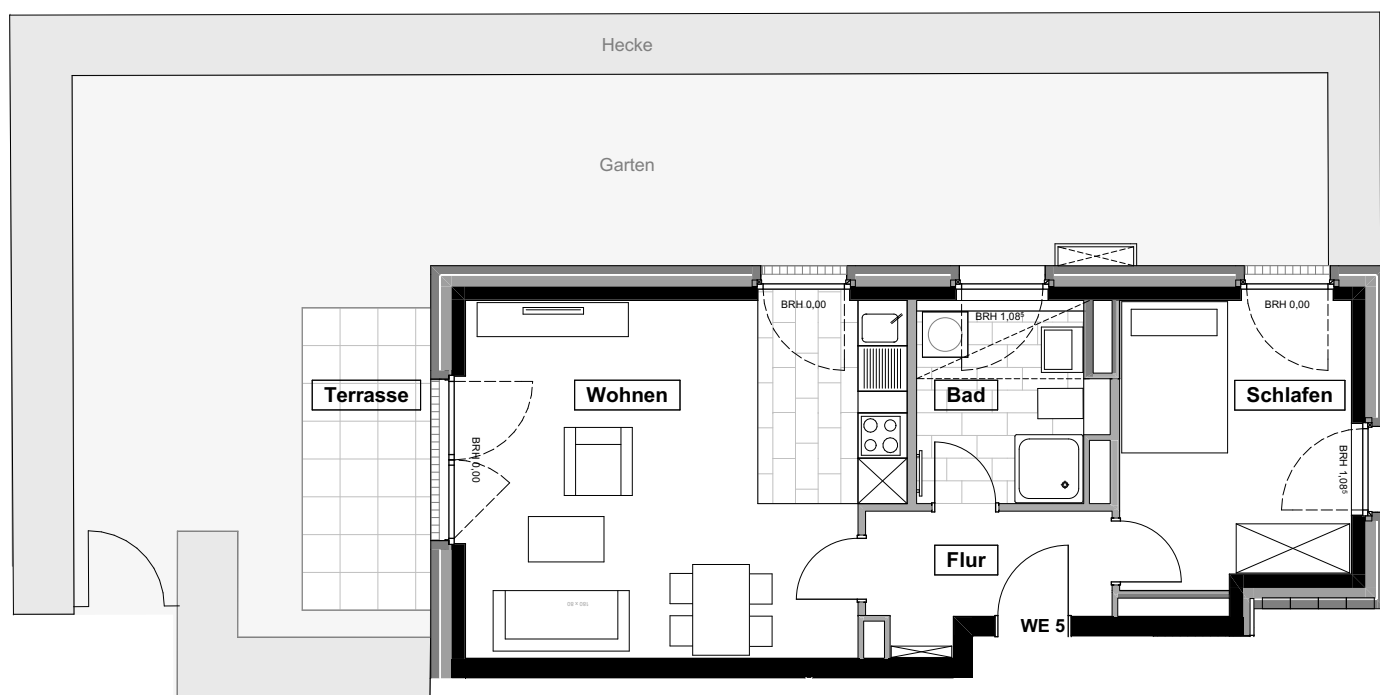 Hecke
Garten
BRH 0,00
BRH 1,08⁵
BRH 0,00
Terrasse
Wohnen
Bad
Schlafen
BRH 0,00
BRH 1,08⁵
Flur
WE 5